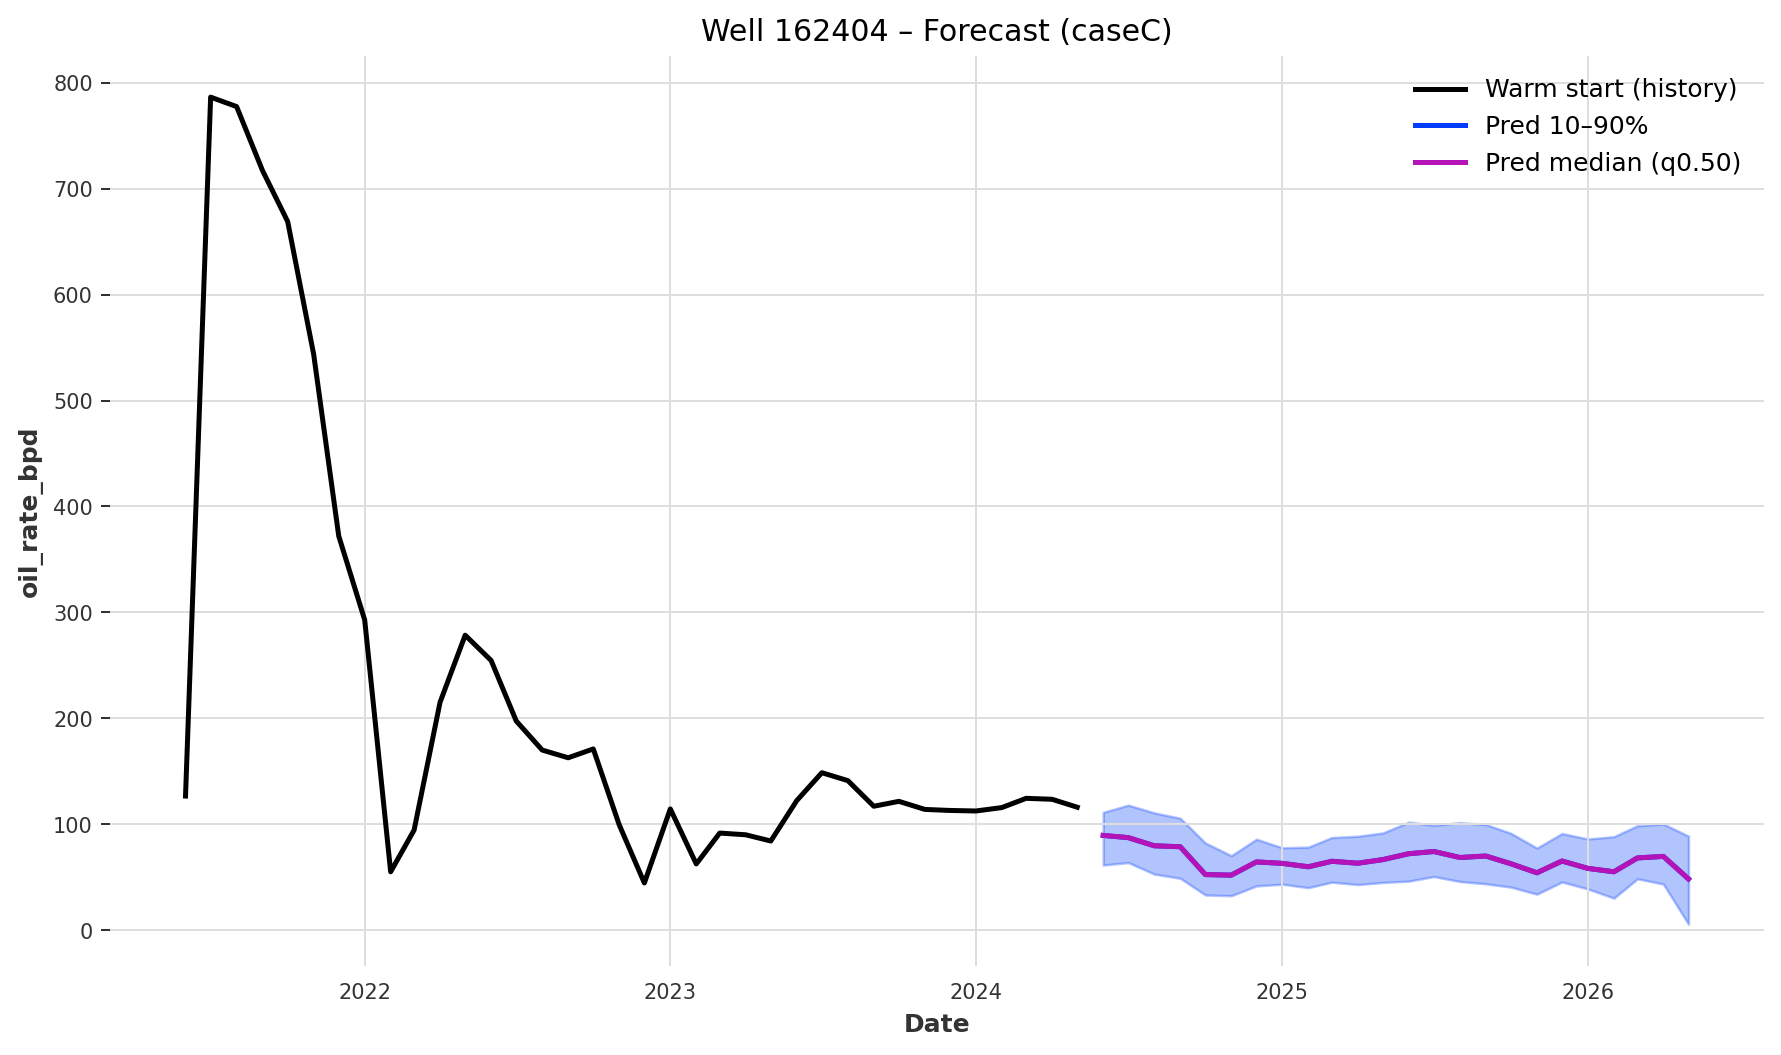 Well 162404 – Forecast (caseC)
Warm start (history)
Pred 10–90%
Pred median (q0.50)
oil_rate_bpd
800
700
600
500
400
300
200
100
0
2022 2023 2024 2025 2026
Date